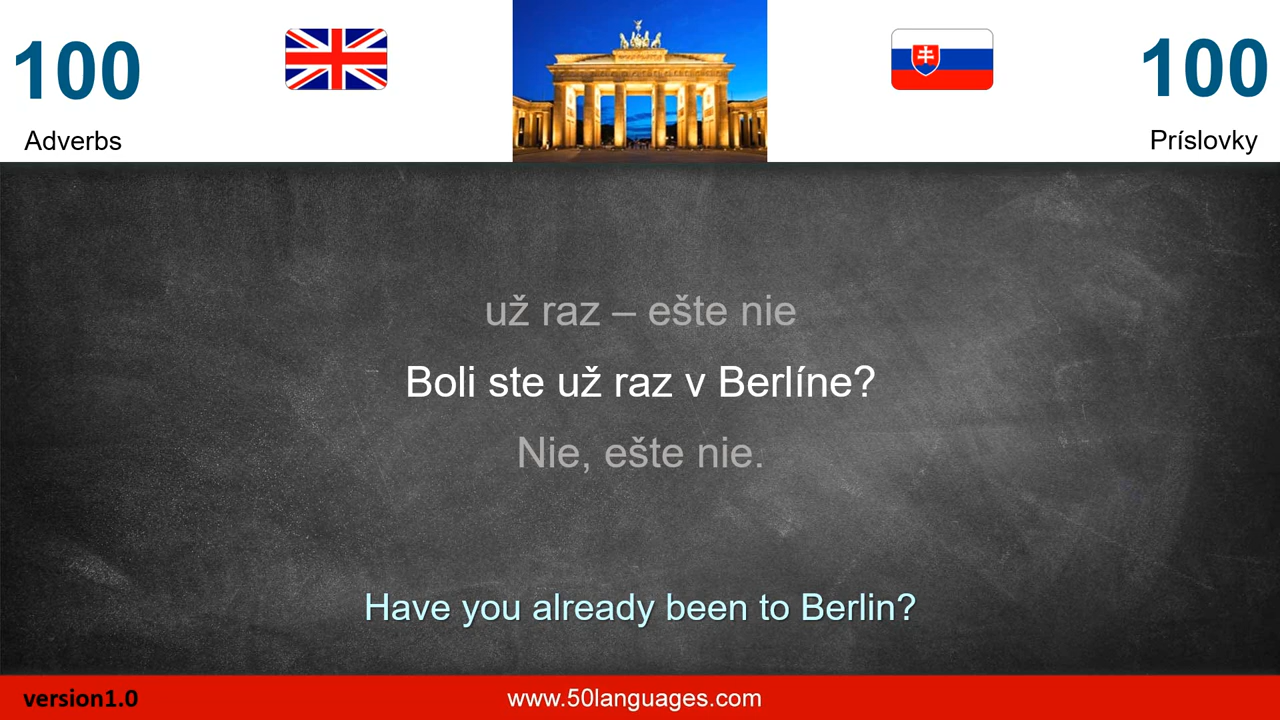 100
100
Adverbs
Príslovky
už raz – ešte nie
Boli ste už raz v Berlíne?
Nie, ešte nie.
Have you already been to Berlin?
version1.0
www.50languages.com